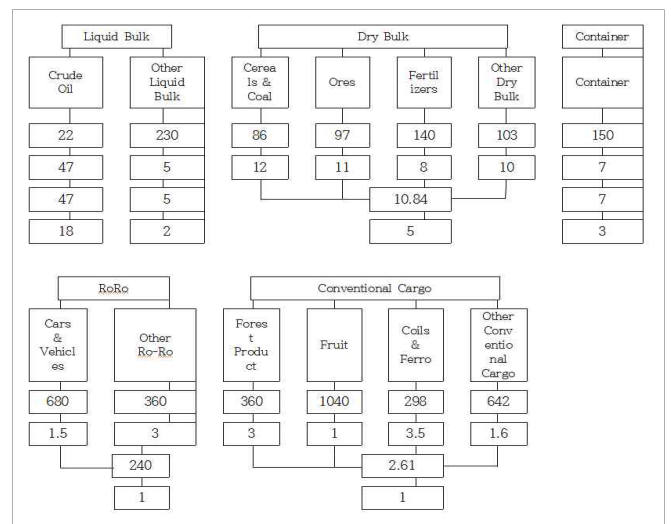 Liquid Bulk
Dry Bulk
Container
Crude
Oil
Other
Liquid
Bulk
Cerea
ls &
Coal
Ores
Fertil
izers
Other
Dry
Bulk
Container
22
230
86
97
140
103
150
47
5
12
11
8
10
7
47
5
10.84
7
18
2
5
3
RoRo
Conventional Cargo
Cars
&
Vehicl
es
Other
Ro-Ro
Fores
t
Produ
ct
Fruit
Coils
&
Ferro
Other
Conv
entio
nal
Cargo
680
360
360
1040
298
642
1.5
3
3
1
3.5
1.6
240
2.61
1
1